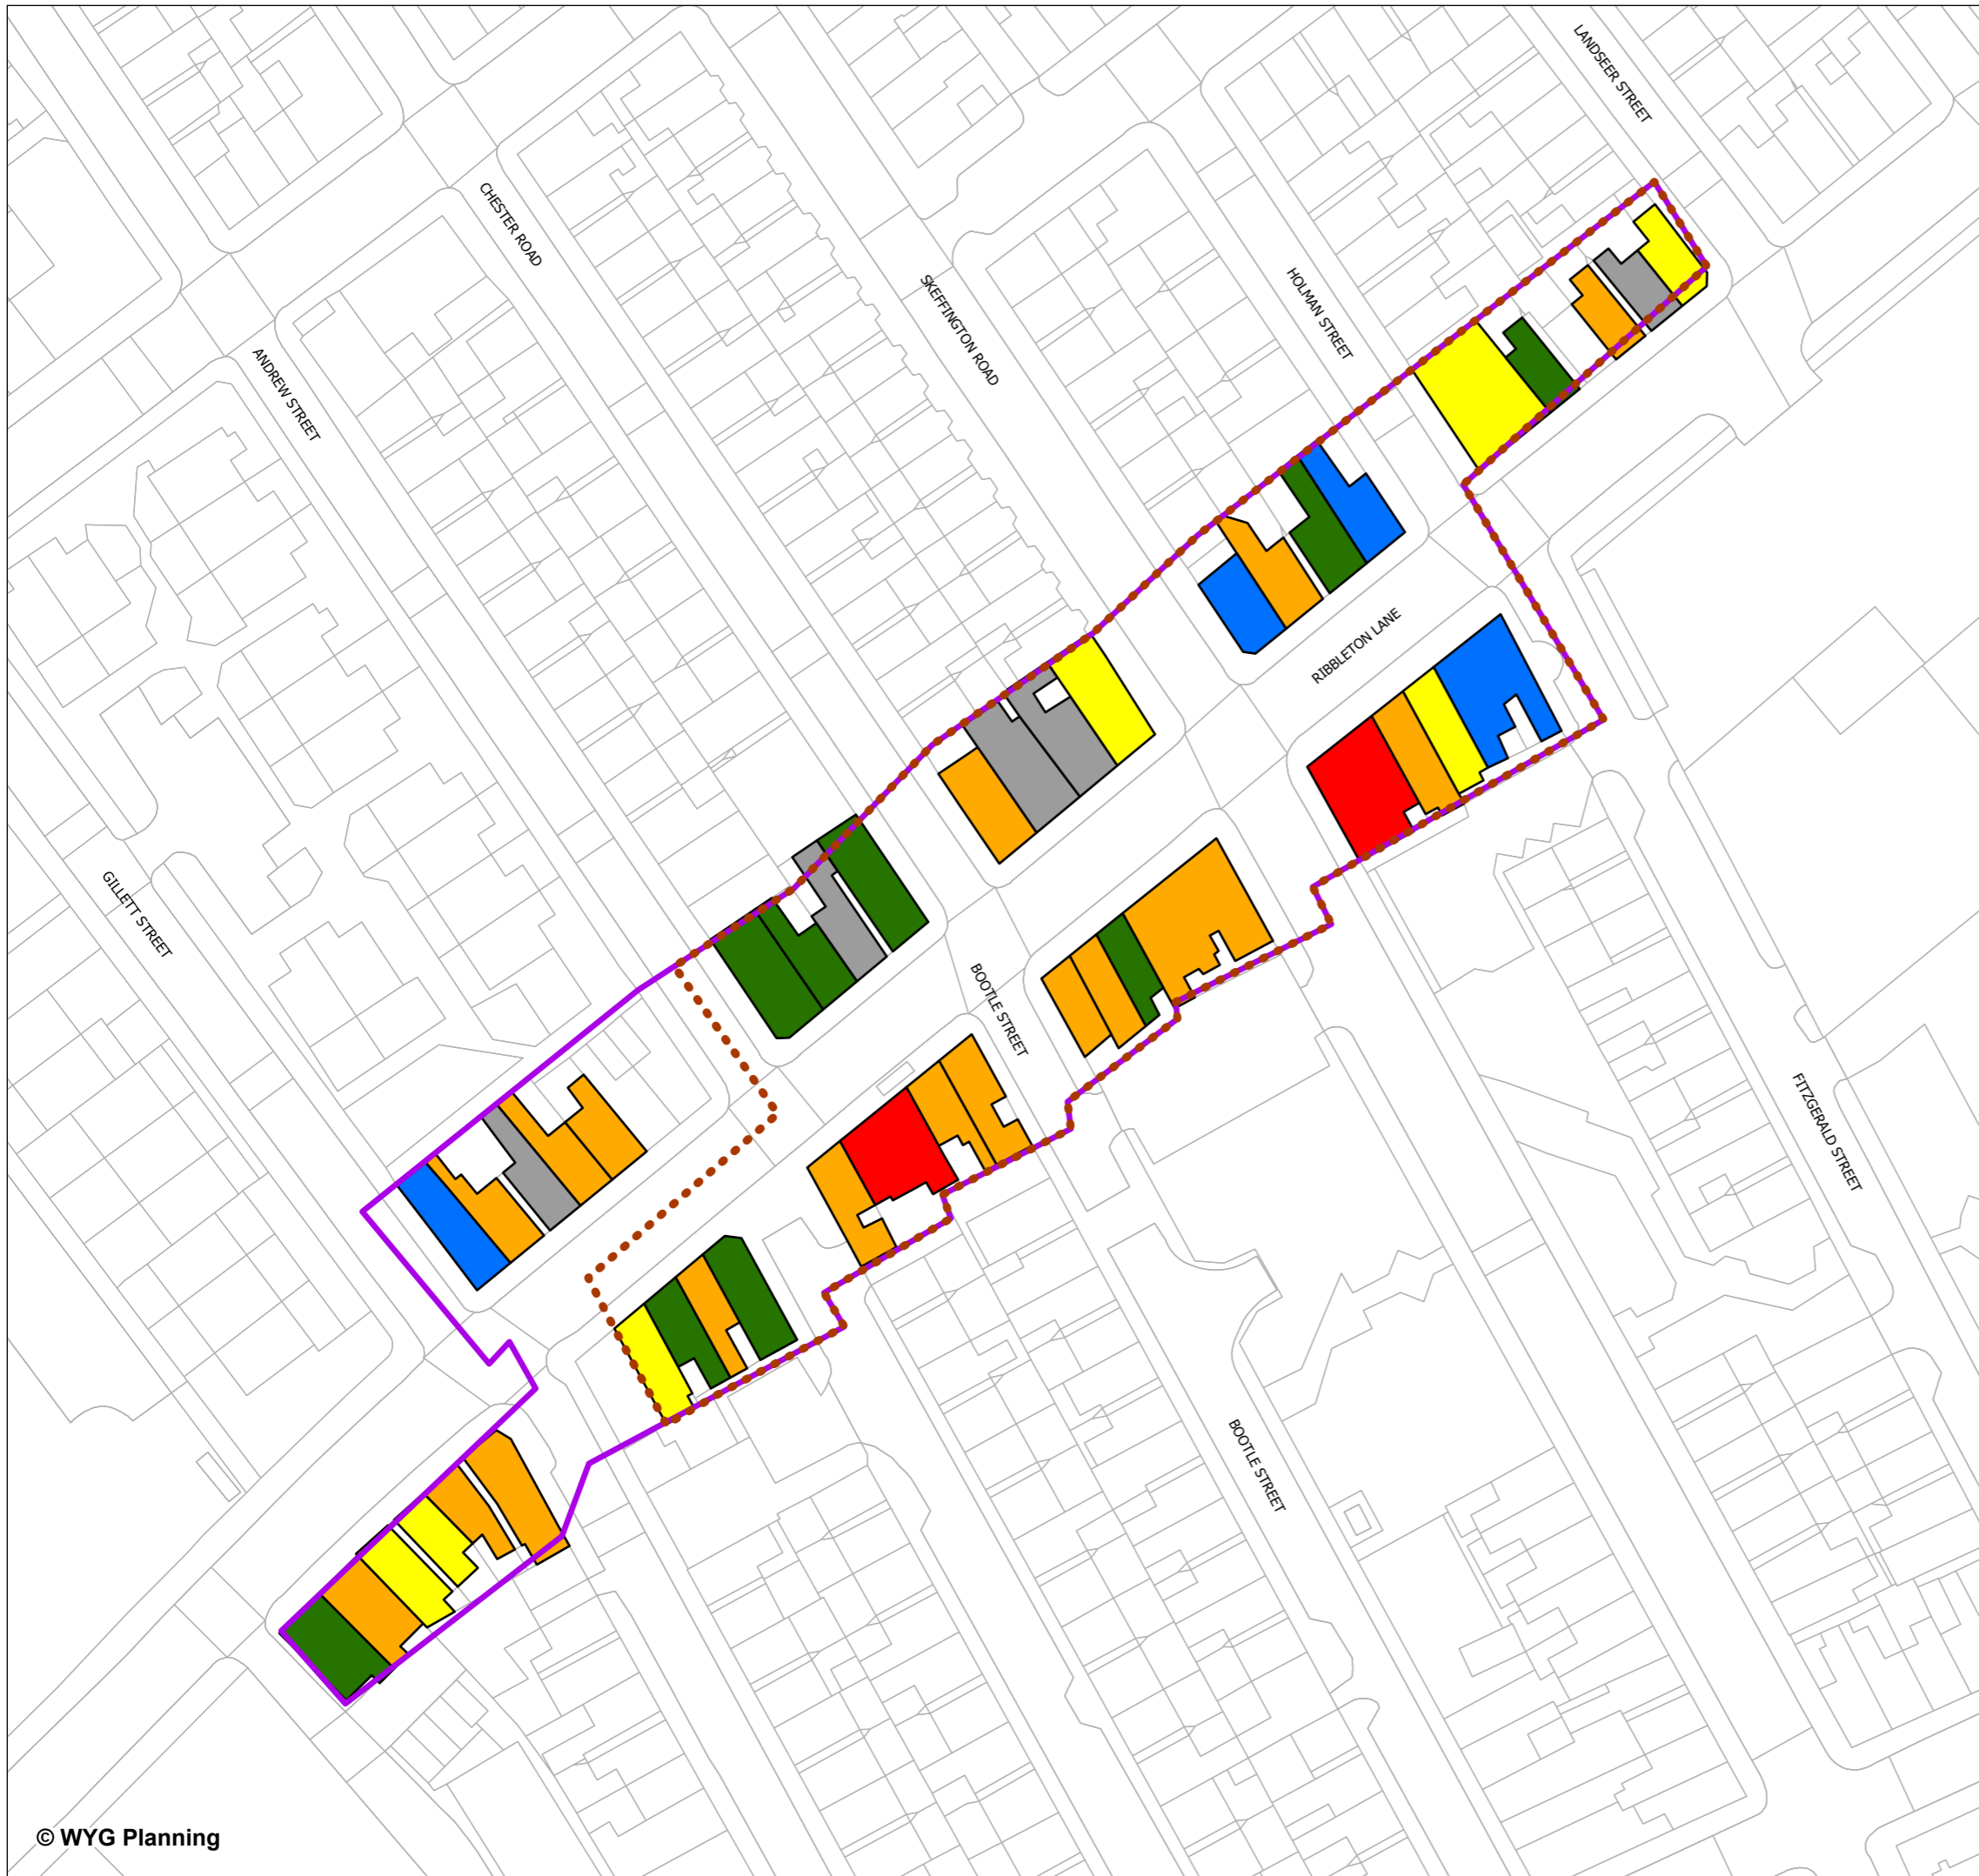 LANDSEER STREET
CHESTER ROAD
SKEFFINGTON ROAD
HOLMAN STREET
ANDREW STREET
RIBBLETON LANE
GILLETT STREET
BOOTLE STREET
FITZGERALD STREET
BOOTLE STREET
© WYG Planning